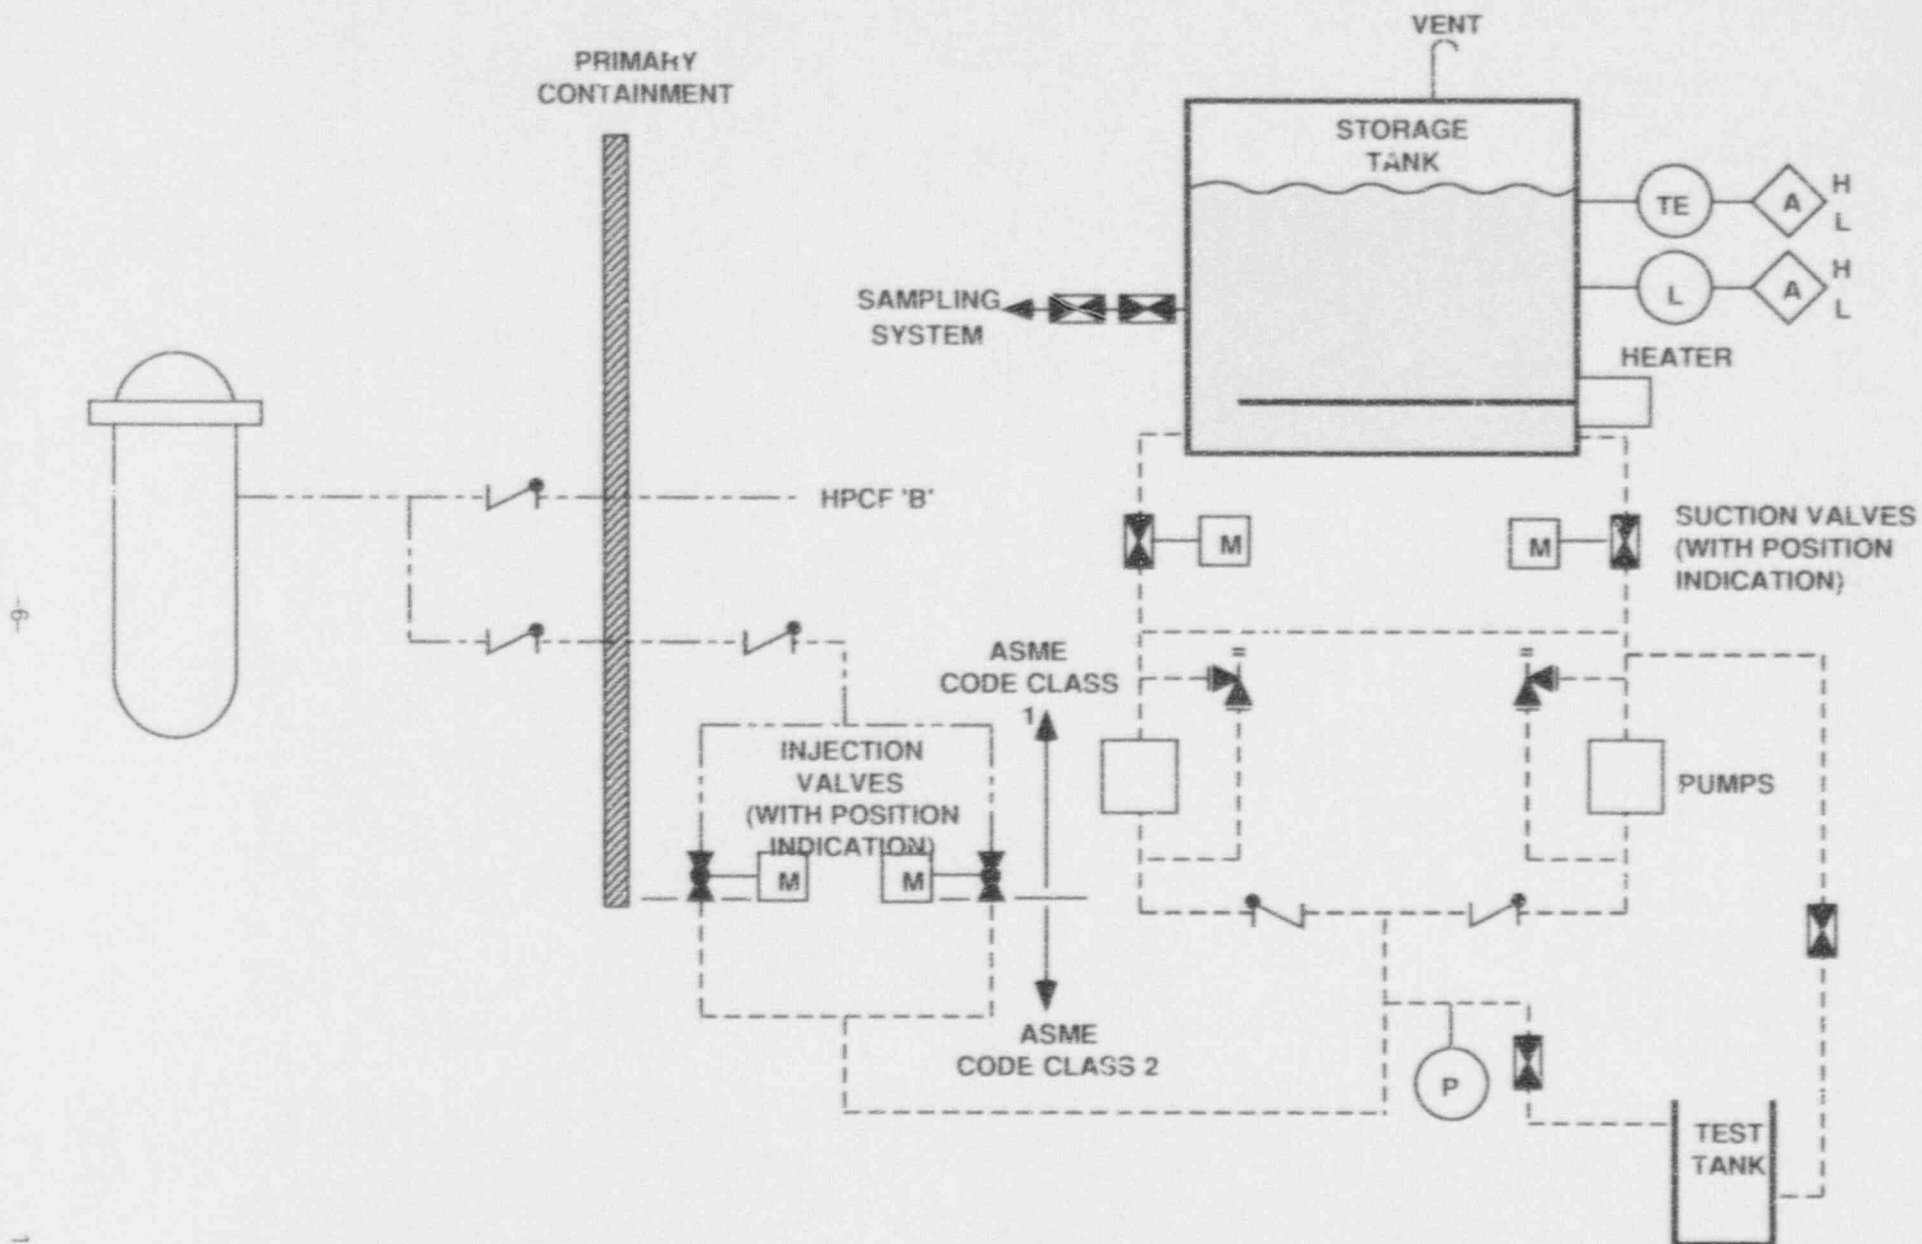 VENT
PRIMARY
CONTAINMENT
STORAGE
TANK
TE
A
H
L
L
A
H
L
SAMPLING
SYSTEM
HEATER
HPCF 'B'
M
M
SUCTION VALVES
(WITH POSITION
INDICATION)
-6-
ASME
CODE CLASS
1
=
=
INJECTION
VALVES
(WITH POSITION
INDICATION)
M
M
PUMPS
ASME
CODE CLASS 2
P
TEST
TANK
1